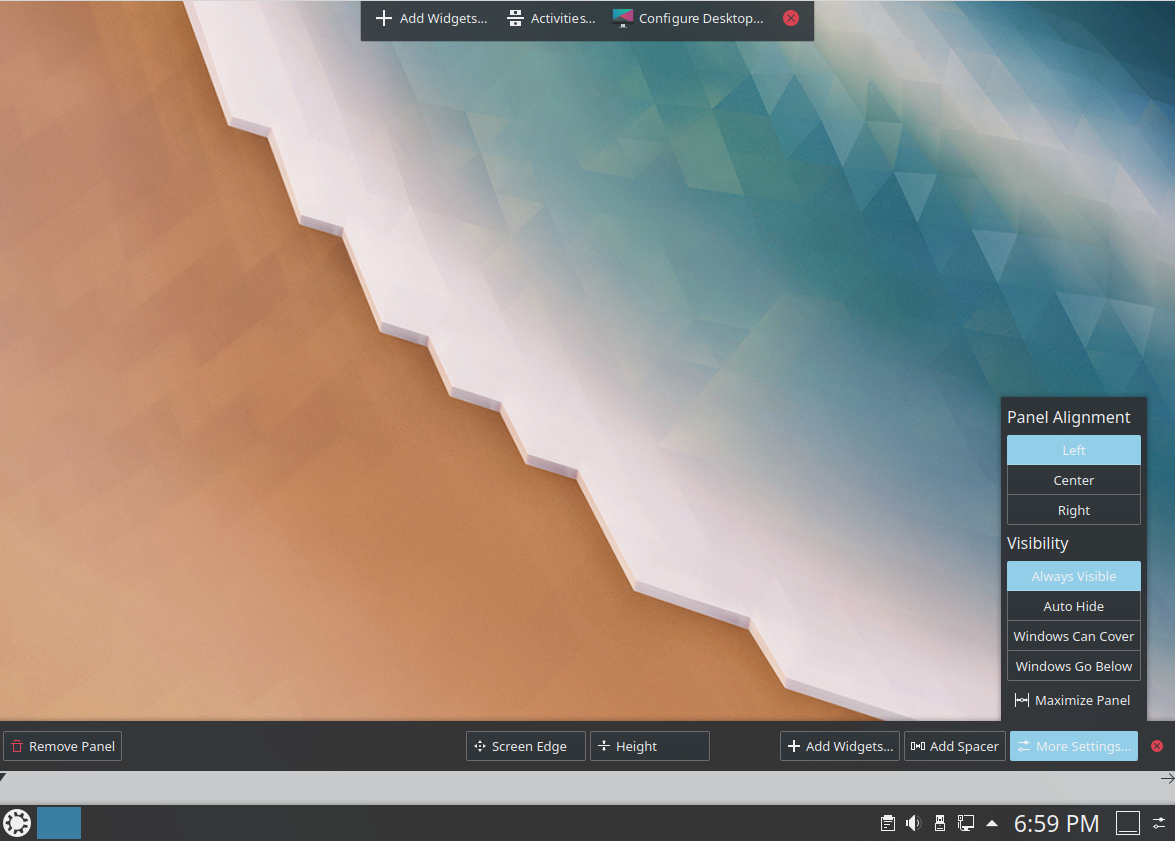 Add Widgets... Activities... Configure Desktop...
Panel Alignment
Left
Center
Right
Visibility
Always Visible
Auto Hide
Windows Can Cover
Windows Go Below
Maximize Panel
Remove Panel Screen Edge Height Add Widgets... Add Spacer More Settings...
6:59 PM